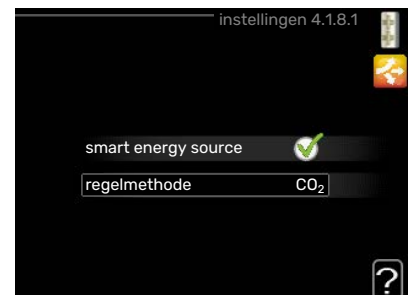 instellingen 4.1.8.1
smart energy source
regelmethode CO₂
?